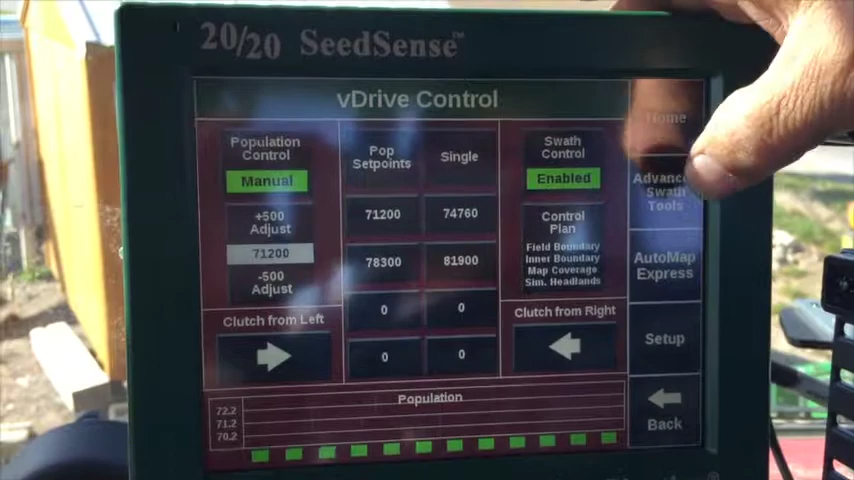 20/20 SeedSense™
vDrive Control
Home
Population
Control
Manual
+500
Adjust
71200
-500
Adjust
Pop
Setpoints
Single
71200
74760
78300
81900
0
0
0
0
Swath
Control
Enabled
Control
Plan
Field Boundary
Inner Boundary
Map Coverage
Sim. Headlands
Advance
Swath
Tools
AutoMap
Express
Clutch from Left
Clutch from Right
Setup
Population
72.2
71.2
70.2
Back